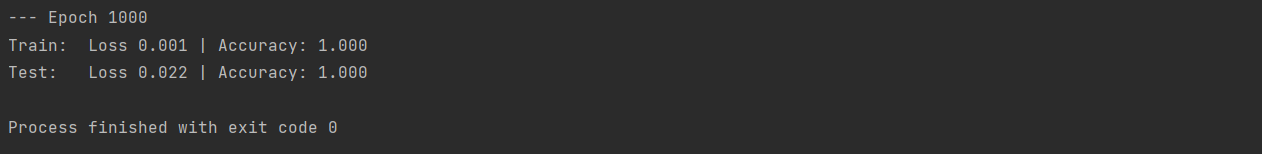 --- Epoch 1000
Train:  Loss 0.001 | Accuracy: 1.000
Test:   Loss 0.022 | Accuracy: 1.000
Process finished with exit code 0